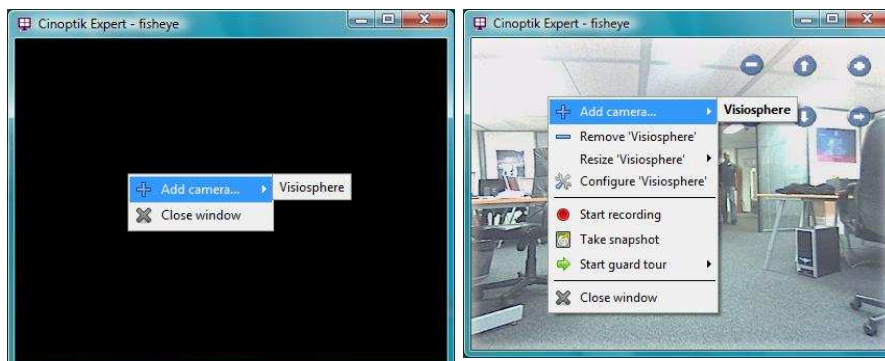 Cinoptik Expert - fisheye
Add camera...
Visiosphere
Close window
Cinoptik Expert - fisheye
Add camera...
Visiosphere
Remove 'Visiosphere'
Resize 'Visiosphere'
Configure 'Visiosphere'
Start recording
Take snapshot
Start guard tour
Close window